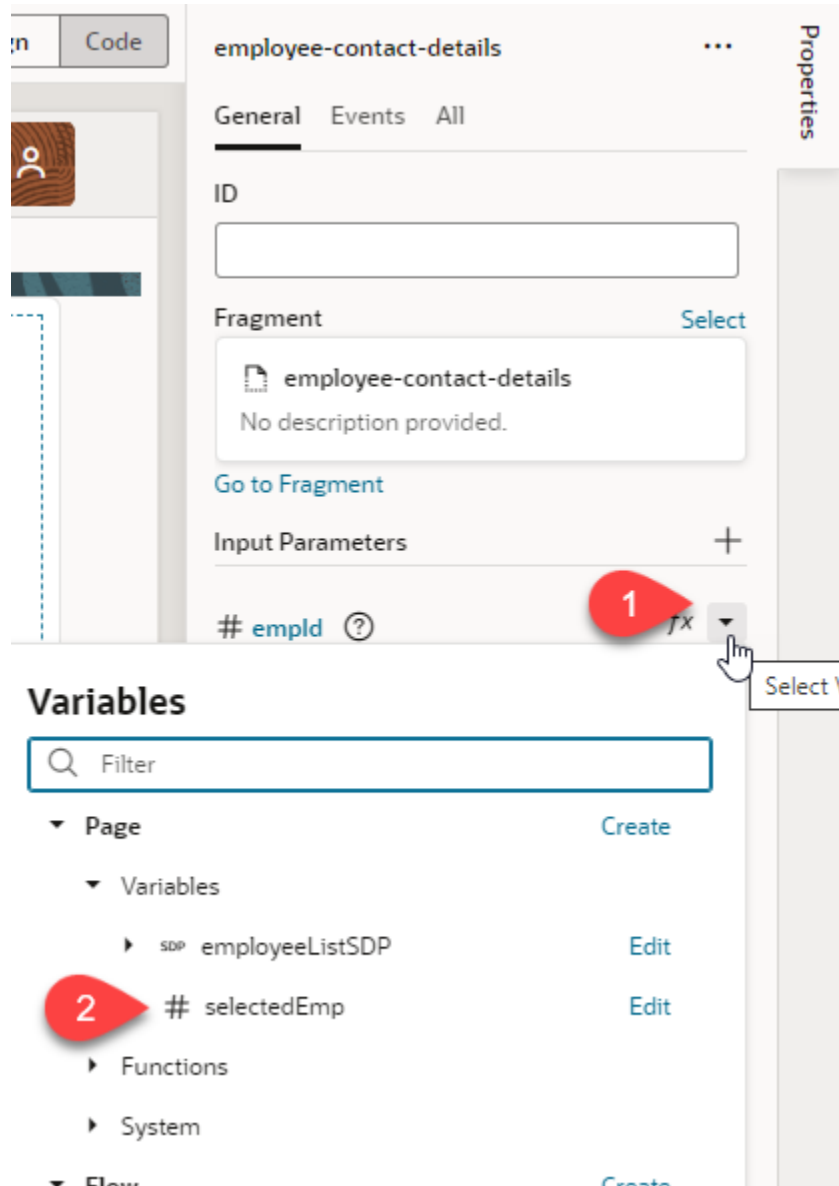 Code
employee-contact-details
Properties
General Events All
ID
Fragment Select
employee-contact-details
No description provided.
Go to Fragment
Input Parameters
# empId
1
Select
Variables
Filter
Page Create
Variables
SDP employeeListSDP Edit
2 # selectedEmp Edit
Functions
System
Flow Create